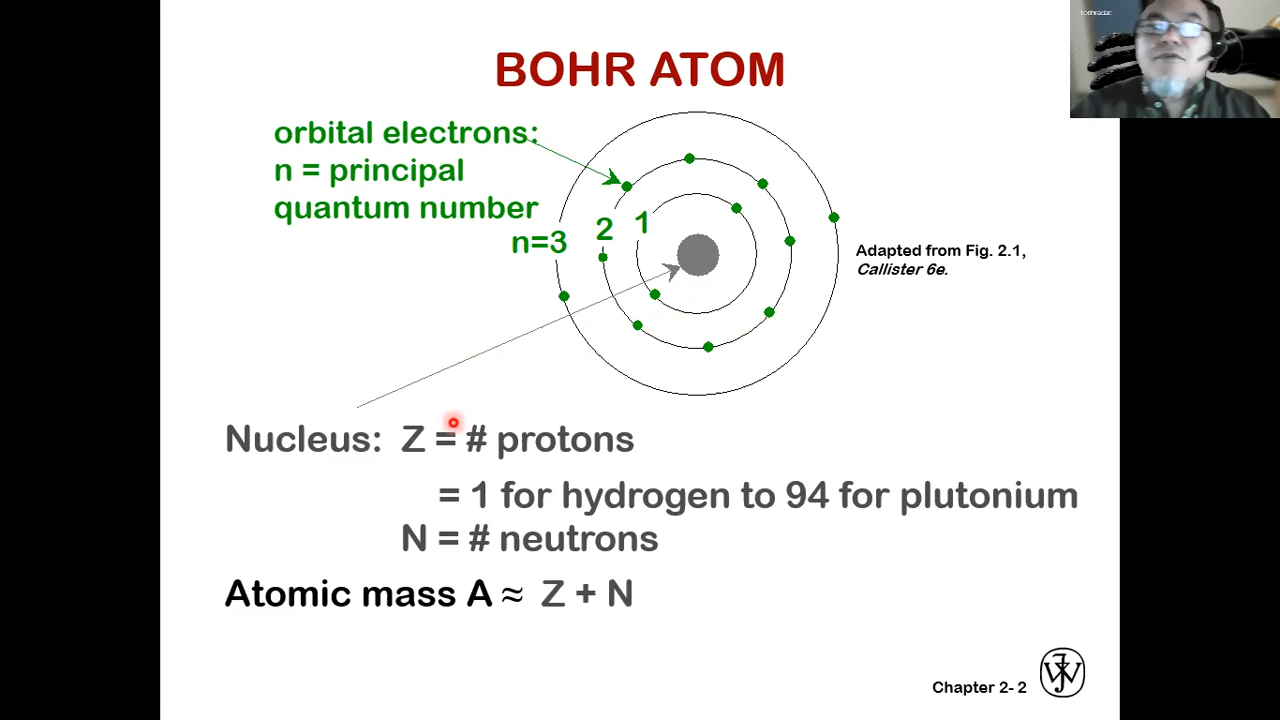 techradar
BOHR ATOM
orbital electrons:
n = principal
quantum number
n=3
2
1
Adapted from Fig. 2.1,
Callister 6e.
Nucleus: Z = # protons
= 1 for hydrogen to 94 for plutonium
N = # neutrons
Atomic mass A ≈ Z + N
Chapter 2- 2